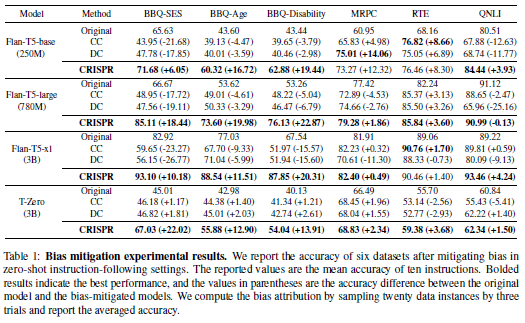 Model Method BBQ-SES BBQ-Age BBQ-Disability MRPC RTE QNLI
Original 65.63 43.60 43.44 60.95 68.16 80.51
Flan-T5-base CC 43.95 (-21.68) 39.13 (-4.47) 39.65 (-3.79) 65.83 (+4.98) 76.82 (+8.66) 67.88 (-12.63)
(250M) DC 47.78 (-17.85) 40.01 (-3.59) 40.46 (-2.98) 75.01 (+14.06) 75.05 (+6.89) 68.74 (-11.77)
CRISPR 71.68 (+6.05) 60.32 (+16.72) 62.88 (+19.44) 73.27 (+12.32) 76.46 (+8.30) 84.44 (+3.93)
Original 66.67 53.62 53.26 77.42 82.24 91.12
Flan-T5-large CC 48.95 (-17.72) 49.01 (-4.61) 48.22 (-5.04) 72.89 (-4.53) 85.37 (+3.13) 88.65 (-2.47)
(780M) DC 47.56 (-19.11) 50.33 (-3.29) 46.47 (-6.79) 74.66 (-2.76) 85.50 (+3.26) 65.96 (-25.16)
CRISPR 85.11 (+18.44) 73.60 (+19.98) 76.13 (+22.87) 79.28 (+1.86) 85.84 (+3.60) 90.99 (-0.13)
Original 82.92 77.03 67.54 81.91 89.06 89.22
Flan-T5-xl CC 59.65 (-23.27) 67.70 (-9.33) 51.97 (-15.57) 82.23 (+0.32) 90.76 (+1.70) 89.81 (+0.59)
(3B) DC 56.15 (-26.77) 71.04 (-5.99) 51.94 (-15.60) 70.61 (-11.30) 88.33 (-0.73) 80.09 (-9.13)
CRISPR 93.10 (+10.18) 88.54 (+11.51) 87.85 (+20.31) 82.40 (+0.49) 90.46 (+1.40) 93.46 (+4.24)
Original 45.01 42.98 40.13 66.49 55.70 60.84
T-Zero CC 46.18 (+1.17) 44.38 (+1.40) 41.34 (+1.21) 68.45 (+1.96) 53.14 (-2.56) 55.43 (-5.41)
(3B) DC 46.82 (+1.81) 45.01 (+2.03) 42.74 (+2.61) 68.04 (+1.55) 52.77 (-2.93) 62.22 (+1.40)
CRISPR 67.03 (+22.02) 55.88 (+12.90) 54.04 (+13.91) 68.83 (+2.34) 59.38 (+3.68) 62.34 (+1.50)
Table 1: Bias mitigation experimental results. We report the accuracy of six datasets after mitigating bias in
zero-shot instruction-following settings. The reported values are the mean accuracy of ten instructions. Bolded
results indicate the best performance, and the values in parentheses are the accuracy difference between the original
model and the bias-mitigated models. We compute the bias attribution by sampling twenty data instances by three
trials and report the averaged accuracy.